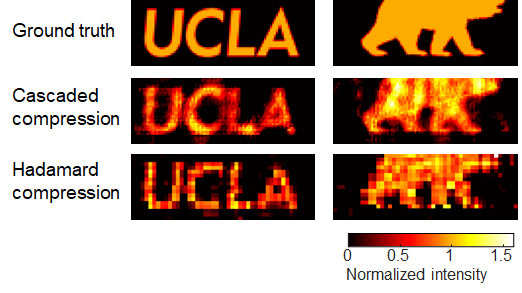 Ground truth
UCLA
Cascaded
compression
UCLA
Hadamard
compression
UCLA
0 0.5 1 1.5
Normalized intensity